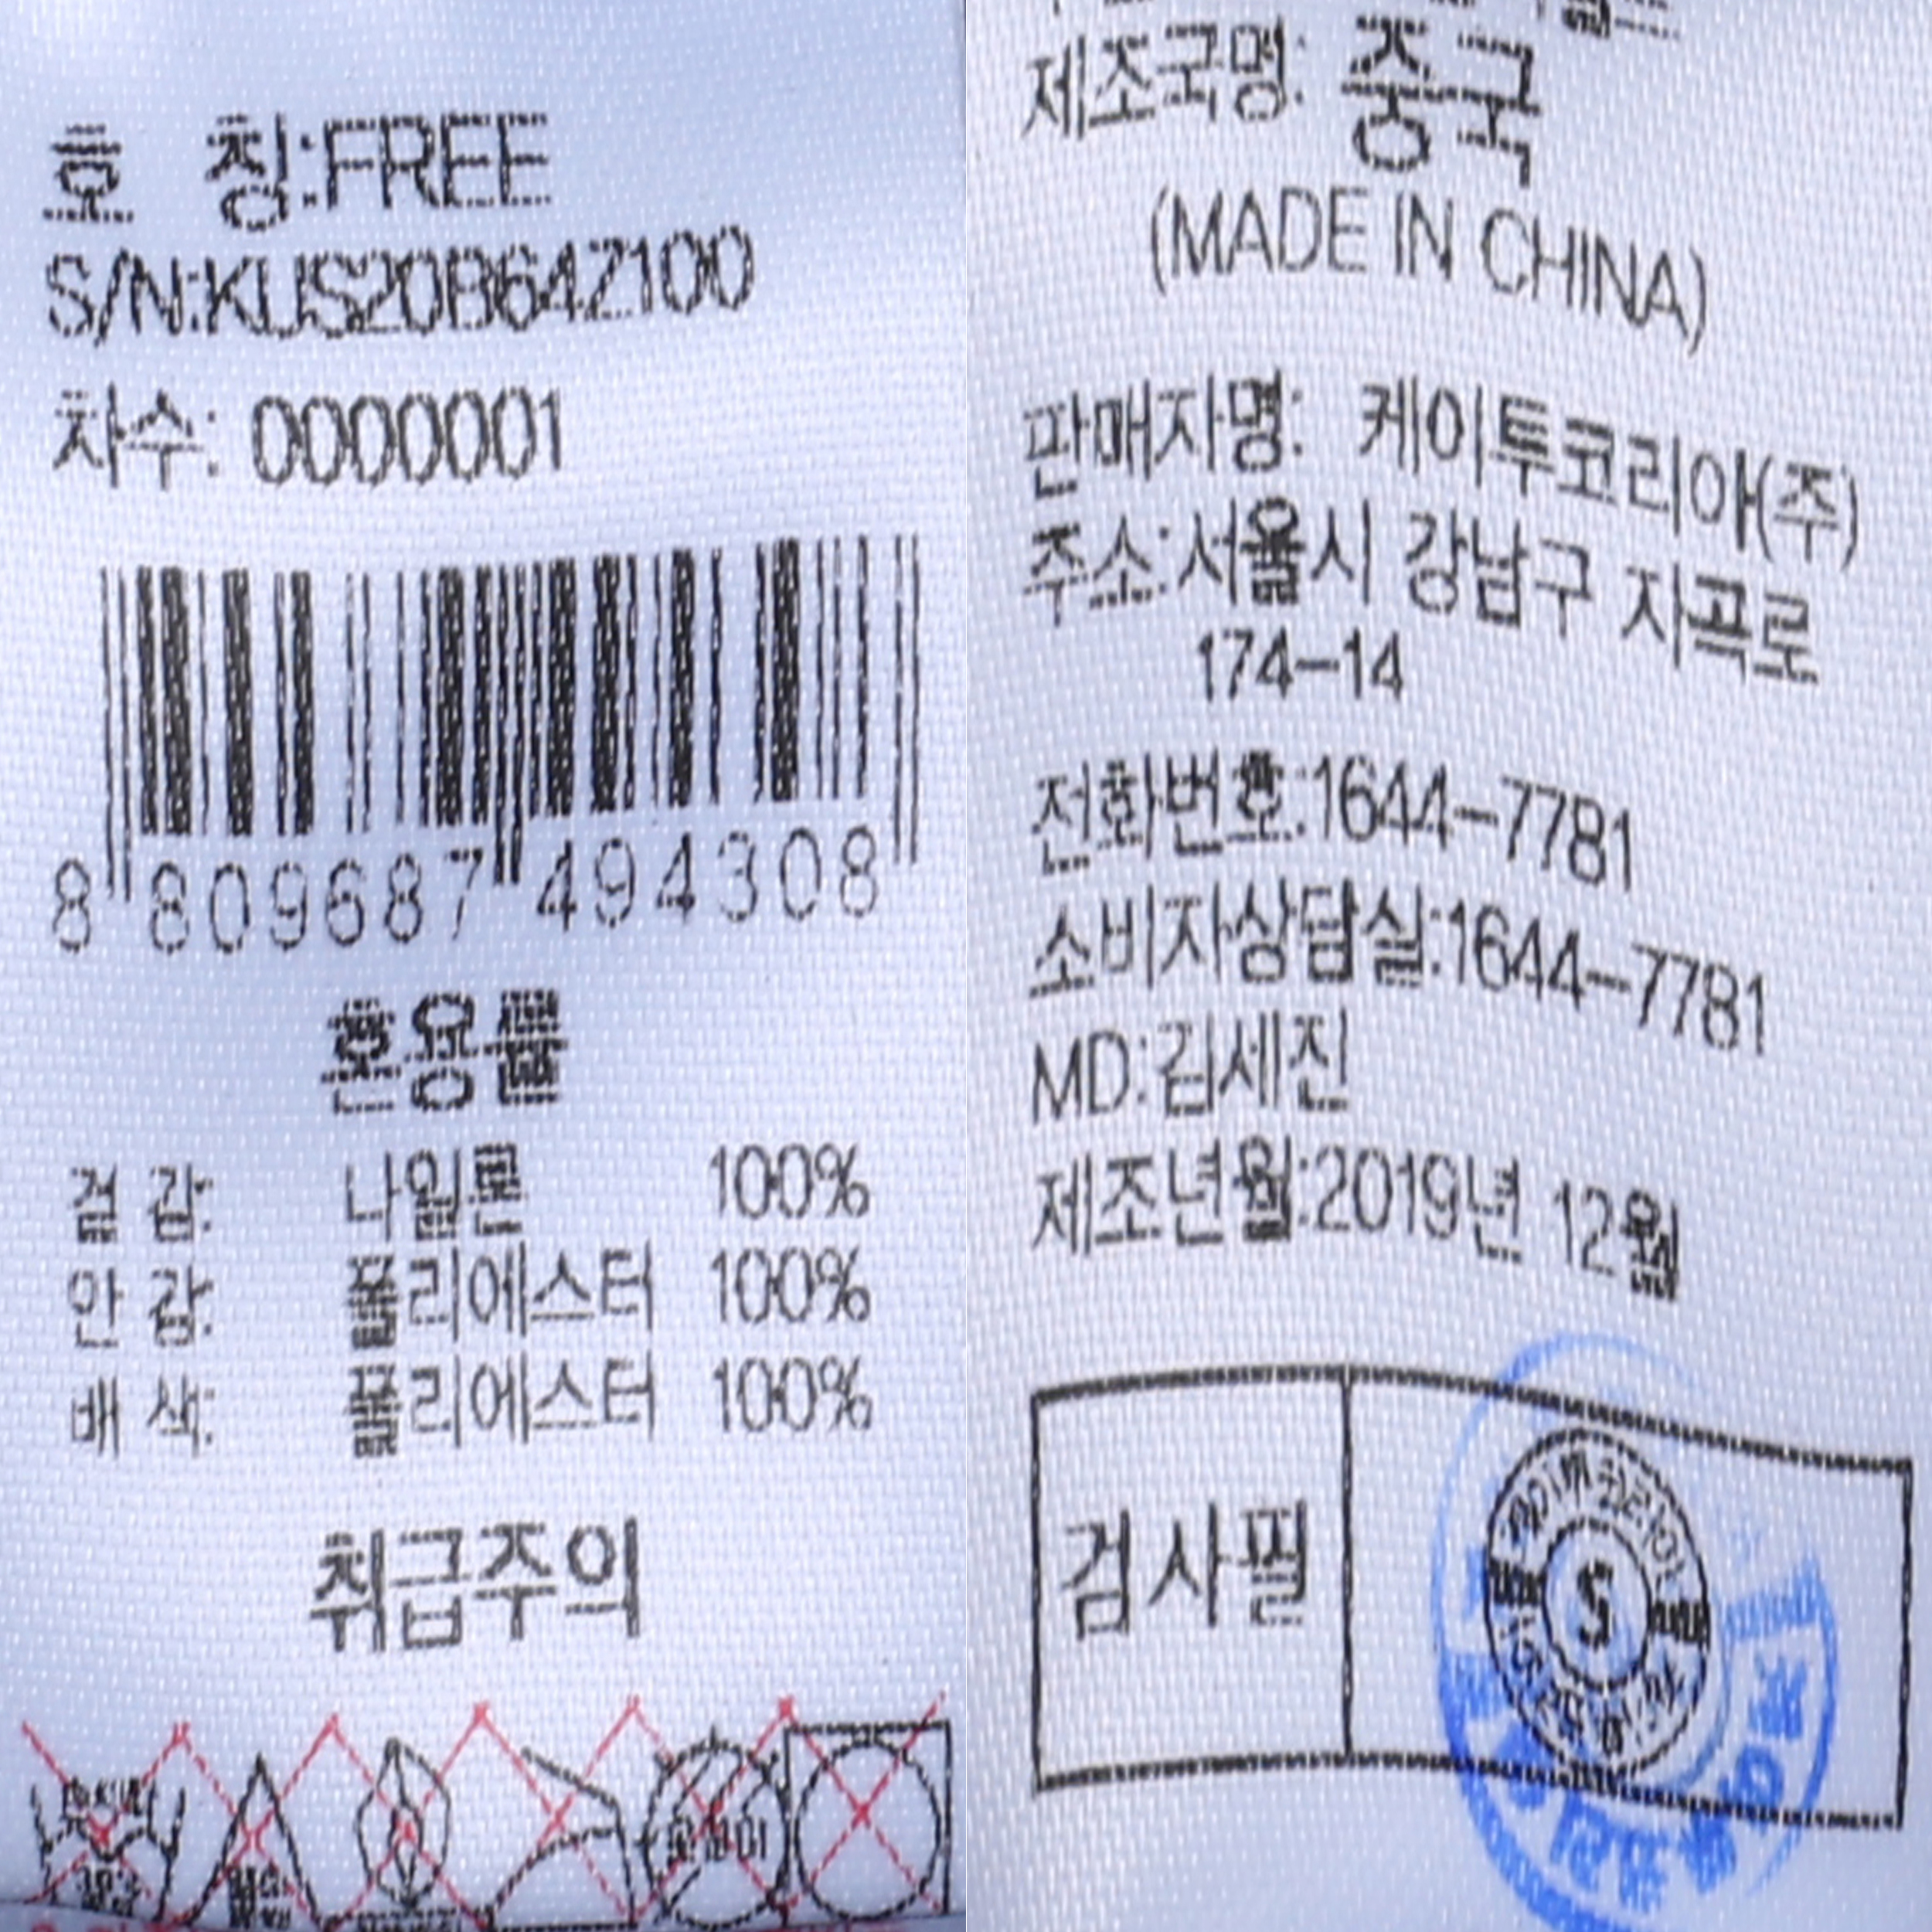 호 칭:FREE
S/N:KUS20B64Z100
차수: 0000001
8 809687 494308
혼용률
겉 감: 나일론 100%
안 감: 폴리에스터 100%
배 색: 폴리에스터 100%
취급주의
제조국명: 중국
(MADE IN CHINA)
판매자명: 케이투코리아(주)
주소:서울시 강남구 자곡로
174-14
전화번호:1644-7781
소비자상담실:1644-7781
MD:김세진
제조년월:2019년 12월
검사필
S